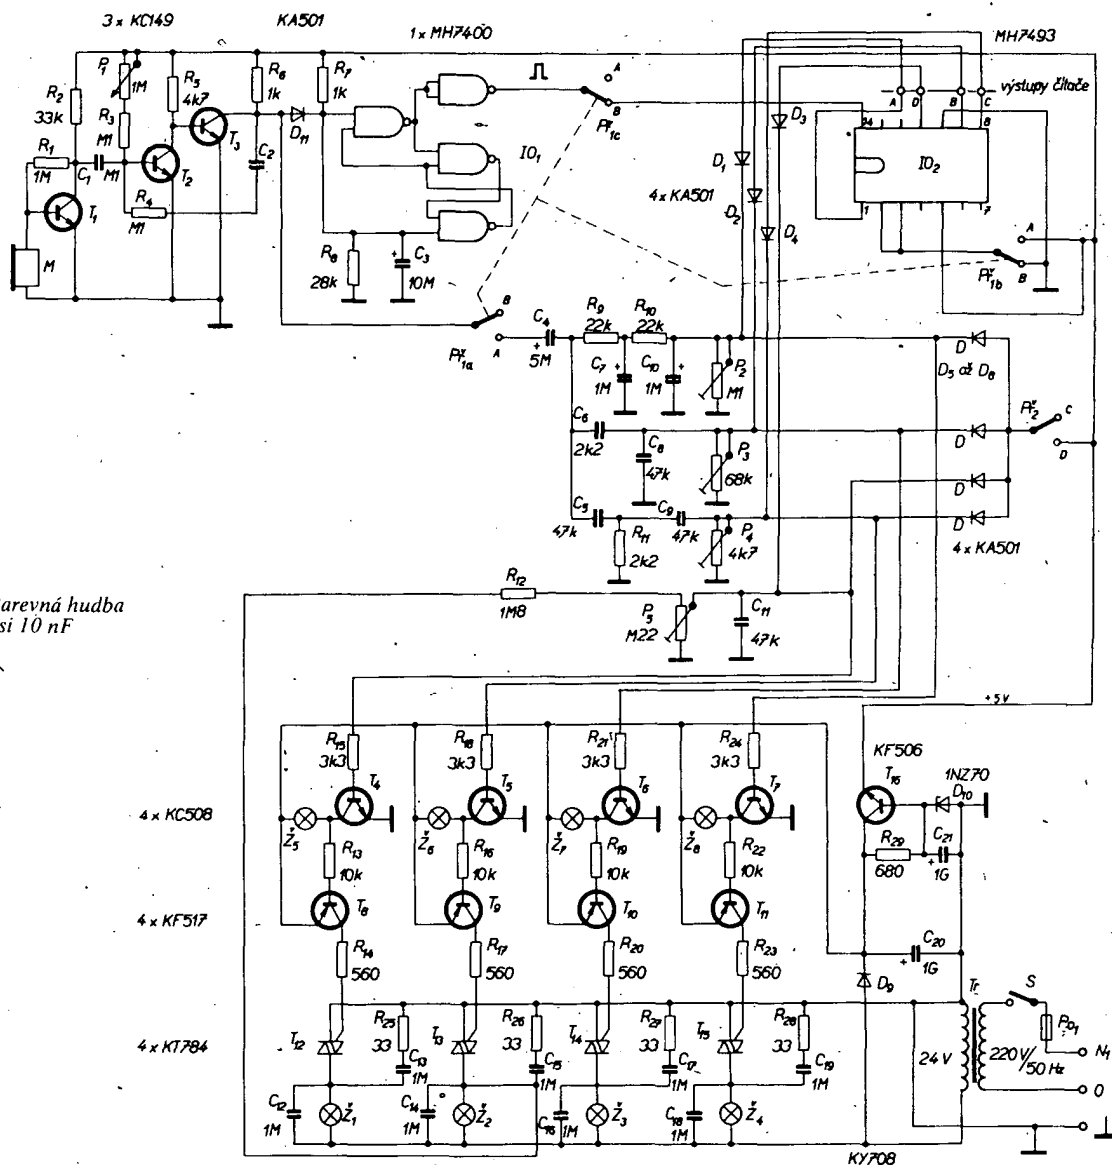 3 x KC149
KA501
1 x MH7400
MH7493
P1
1M
R2
33k
R3
M1
R5
4k7
R6
1k
R7
1k
D11
T3
T2
T1
R1
1M
C1
M1
R4
M1
C2
M
IO1
R8
28k
C3
+
10M
A
B
Př1c
Př1a
B
A
C4
+
5M
D1
D2
D3
D4
4 x KA501
A
D
B
C
výstupy čítače
14
8
IO2
1
7
A
B
Př1b
R9
22k
R10
22k
C7
+
1M
C10
+
1M
P2
M1
D
D5 až D8
C6
2k2
C8
47k
P3
68k
D
Př2
C
D
D
C5
47k
C9
47k
R11
2k2
P4
4k7
D
4 x KA501
R12
1M8
P5
M22
C11
47k
arevná hudba
si 10 nF
+5V
R15
3k3
R18
3k3
R21
3k3
R24
3k3
T4
T5
T6
T7
4 x KC508
Ž5
Ž6
Ž7
Ž8
R13
10k
R16
10k
R19
10k
R22
10k
KF506
T16
1NZ70
D10
R29
680
C21
+
1G
4 x KF517
T8
T9
T10
T11
R14
560
R17
560
R20
560
R23
560
C20
+
1G
D9
Tr
S
Po1
24V
220V/
50 Hz
N1
O
4 x KT784
T12
T13
T14
T15
R25
33
R26
33
R27
33
R28
33
C13
1M
C15
1M
C17
1M
C19
1M
C12
1M
C14
1M
C16
1M
C18
1M
Ž1
Ž2
Ž3
Ž4
KY708